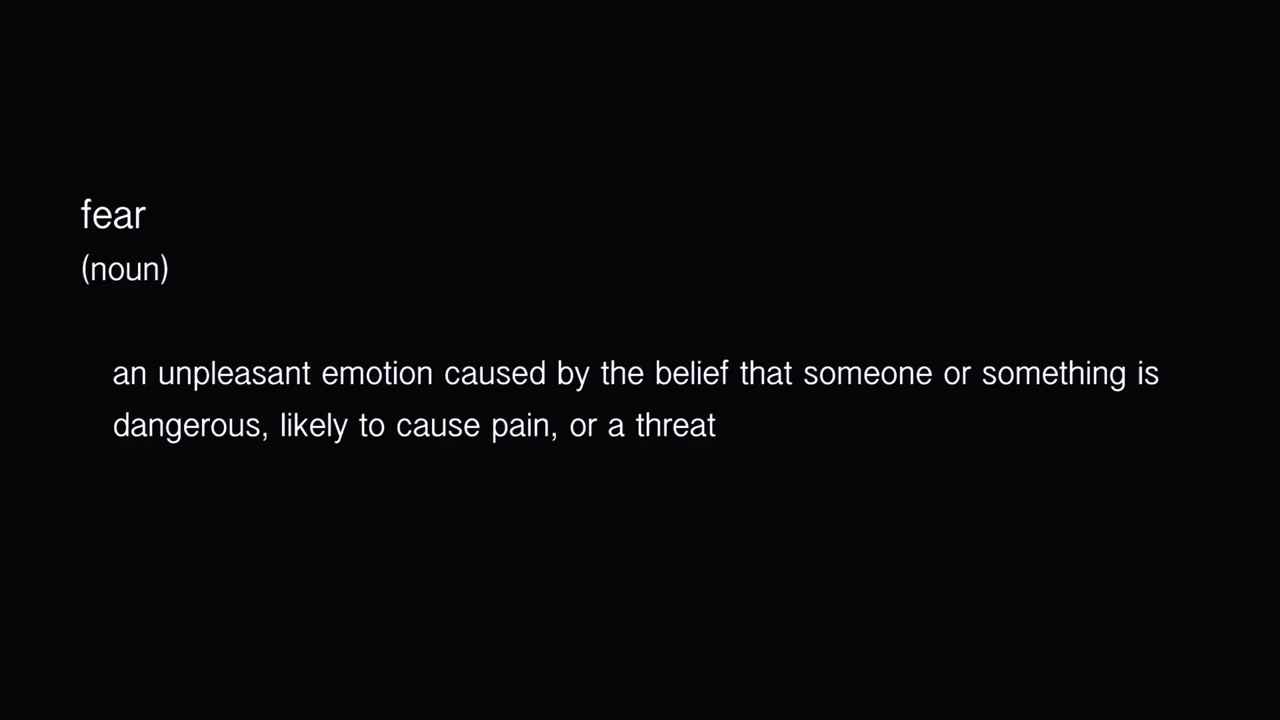 fear
(noun)
an unpleasant emotion caused by the belief that someone or something is
dangerous, likely to cause pain, or a threat